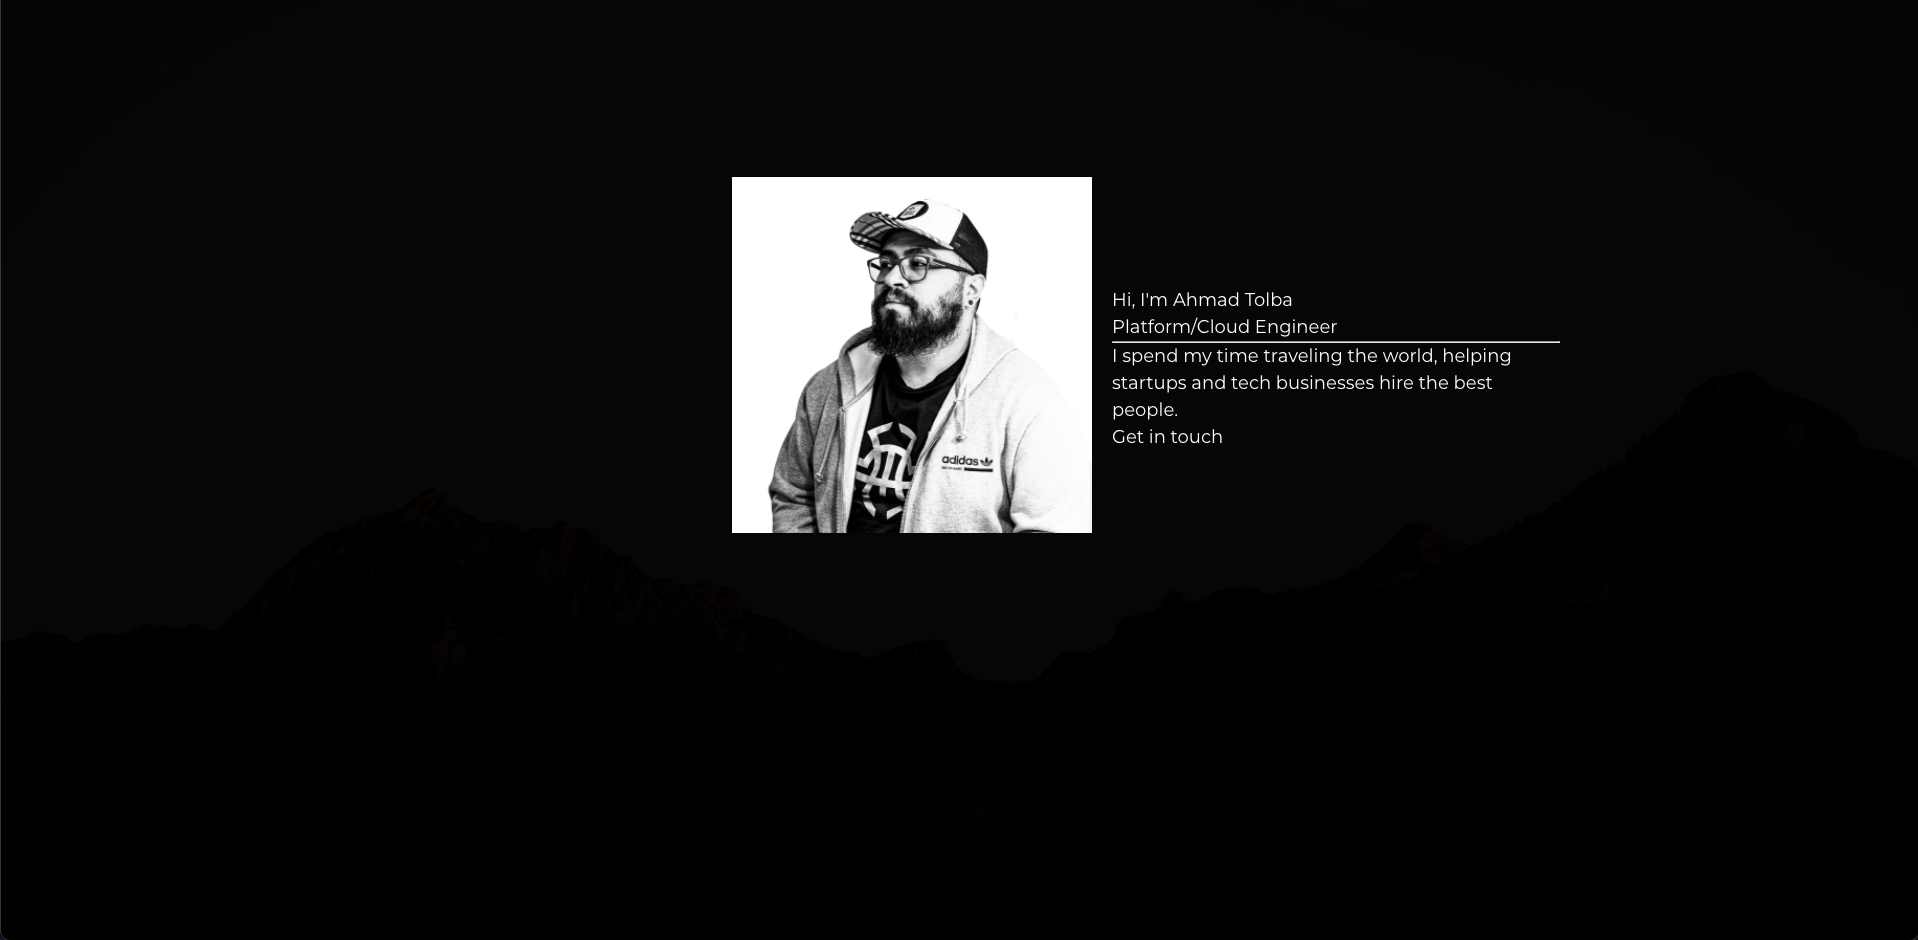 Hi, I'm Ahmad Tolba
Platform/Cloud Engineer
I spend my time traveling the world, helping
startups and tech businesses hire the best
people.
Get in touch
adidas